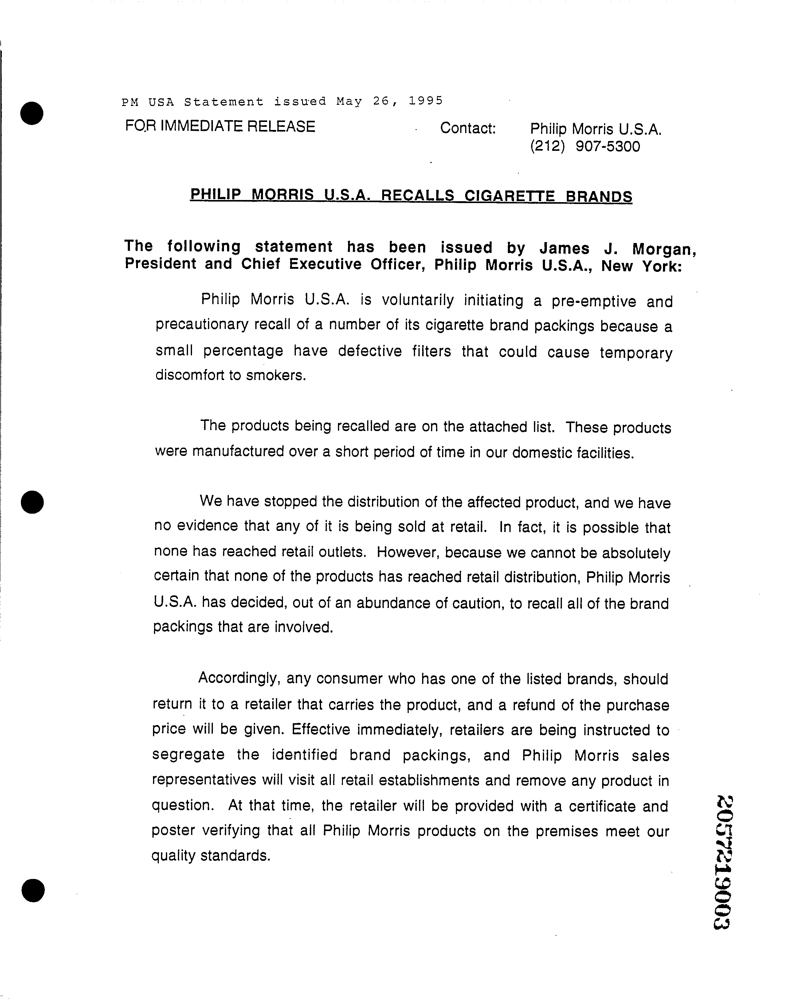 PM USA Statement issued May 26, 1995
FOR IMMEDIATE RELEASE Contact: Philip Morris U.S.A.
(212) 907-5300
PHILIP MORRIS U.S.A. RECALLS CIGARETTE BRANDS
The following statement has been issued by James J. Morgan,
President and Chief Executive Officer, Philip Morris U.S.A., New York:
Philip Morris U.S.A. is voluntarily initiating a pre-emptive and
precautionary recall of a number of its cigarette brand packings because a
small percentage have defective filters that could cause temporary
discomfort to smokers.
The products being recalled are on the attached list. These products
were manufactured over a short period of time in our domestic facilities.
We have stopped the distribution of the affected product, and we have
no evidence that any of it is being sold at retail. In fact, it is possible that
none has reached retail outlets. However, because we cannot be absolutely
certain that none of the products has reached retail distribution, Philip Morris
U.S.A. has decided, out of an abundance of caution, to recall all of the brand
packings that are involved.
Accordingly, any consumer who has one of the listed brands, should
return it to a retailer that carries the product, and a refund of the purchase
price will be given. Effective immediately, retailers are being instructed to
segregate the identified brand packings, and Philip Morris sales
representatives will visit all retail establishments and remove any product in
question. At that time, the retailer will be provided with a certificate and
poster verifying that all Philip Morris products on the premises meet our
quality standards.
2057219003